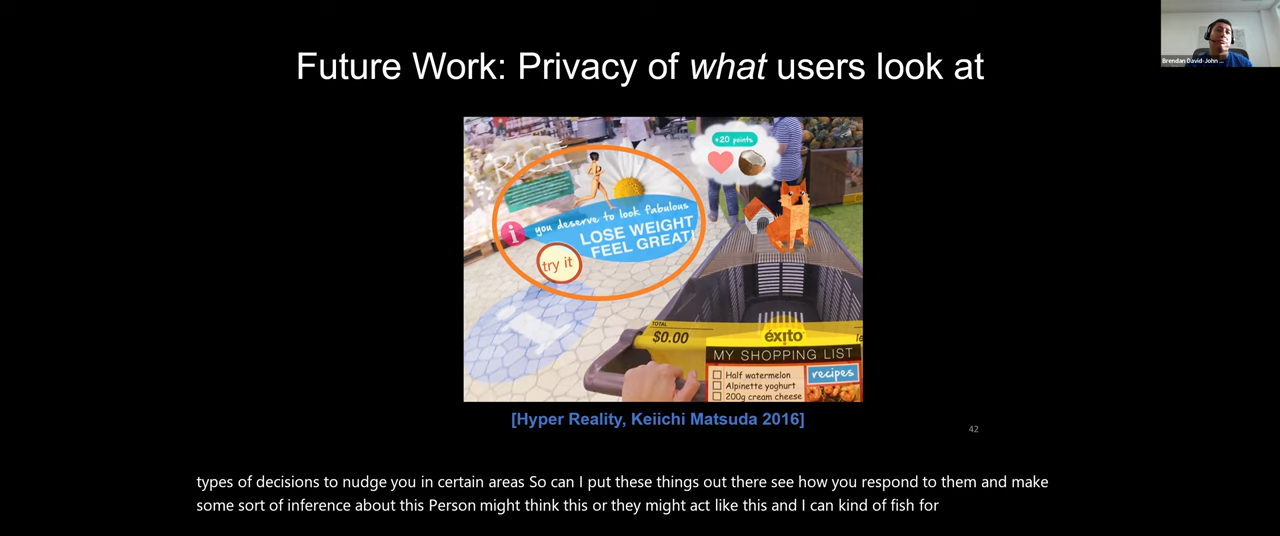 Future Work: Privacy of what users look at
Brendan David-John ...
RICE
+20 points
you deserve to look fabulous
LOSE WEIGHT
FEEL GREAT!
i
try it
TOTAL
$0.00
éxito
MY SHOPPING LIST
Half watermelon
Alpinette yoghurt
200g cream cheese
recipes
[Hyper Reality, Keiichi Matsuda 2016]
42
types of decisions to nudge you in certain areas So can I put these things out there see how you respond to them and make
some sort of inference about this Person might think this or they might act like this and I can kind of fish for